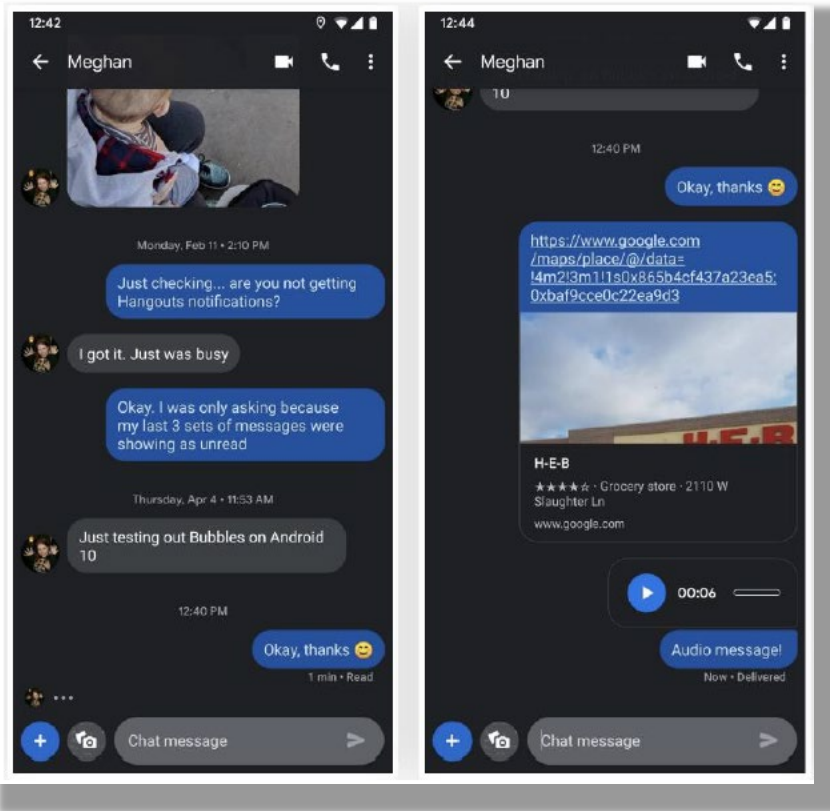 12:42
Meghan
Monday, Feb 11 • 2:10 PM
Just checking... are you not getting
Hangouts notifications?
I got it. Just was busy
Okay. I was only asking because
my last 3 sets of messages were
showing as unread
Thursday, Apr 4 • 11:53 AM
Just testing out Bubbles on Android
10
12:40 PM
Okay, thanks 😊
1 min • Read
Chat message
12:44
Meghan
10
12:40 PM
Okay, thanks 😊
https://www.google.com
/maps/place/@/data=
!4m2!3m1!1s0x865b4cf437a23ea5:
0xbaf9cce0c22ea9d3
H-E-B
H-E-B
★★★★☆ · Grocery store · 2110 W
Slaughter Ln
www.google.com
00:06
Audio message!
Now • Delivered
Chat message